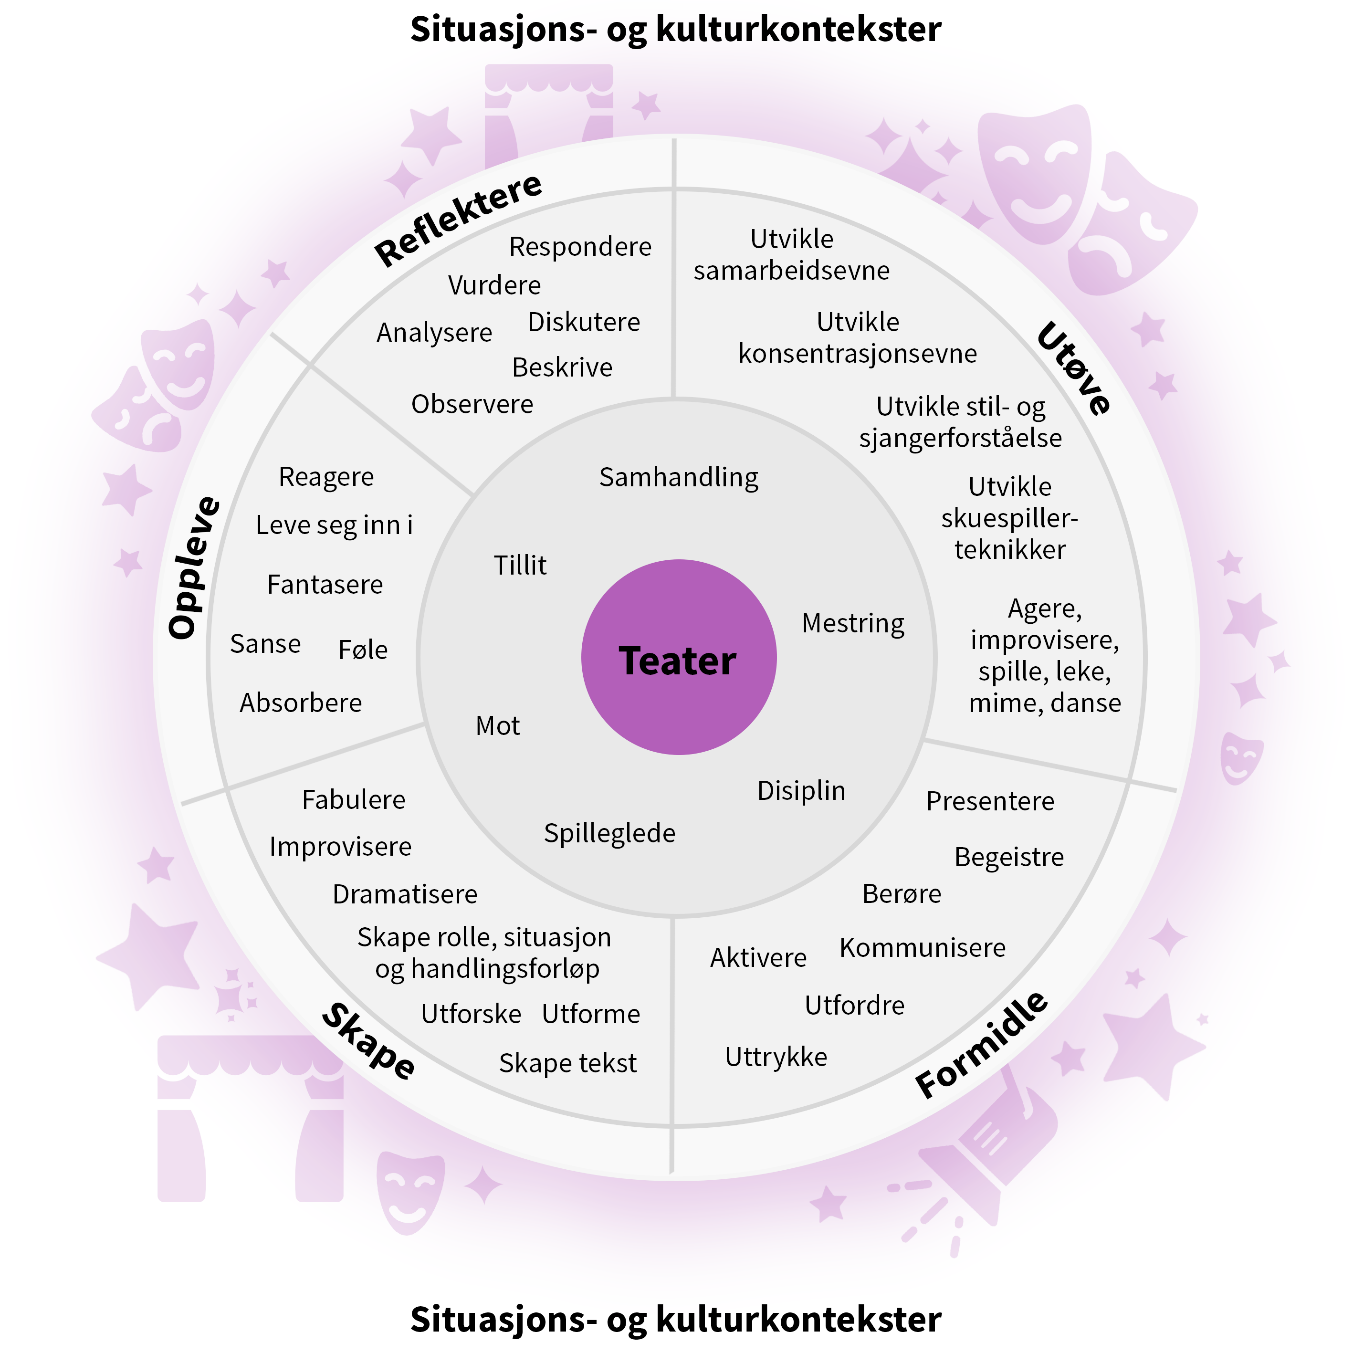 Situasjons- og kulturkontekster
Reflektere
Respondere
Vurdere
Analysere
Diskutere
Beskrive
Observere
Utøve
Utvikle
samarbeidsevne
Utvikle
konsentrasjonsevne
Utvikle stil- og
sjangerforståelse
Utvikle
skuespiller-
teknikker
Agere,
improvisere,
spille, leke,
mime, danse
Oppleve
Reagere
Leve seg inn i
Fantasere
Sanse
Føle
Absorbere
Samhandling
Tillit
Mestring
Teater
Mot
Disiplin
Spilleglede
Skape
Fabulere
Improvisere
Dramatisere
Skape rolle, situasjon
og handlingsforløp
Utforske
Utforme
Skape tekst
Formidle
Presentere
Begeistre
Berøre
Aktivere
Kommunisere
Utfordre
Uttrykke
Situasjons- og kulturkontekster